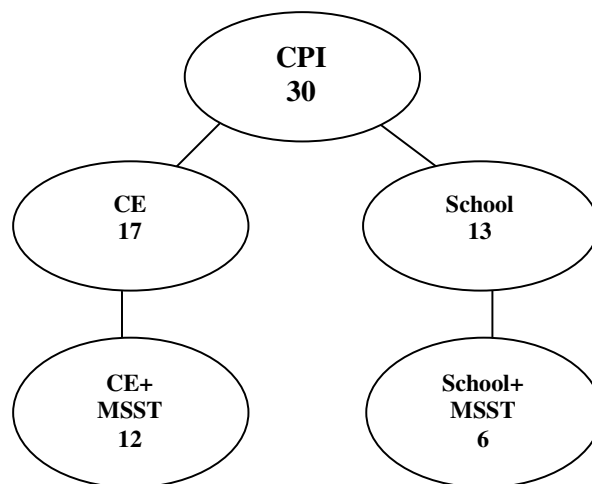 CPI
30
CE
17
School
13
CE+
MSST
12
School+
MSST
6